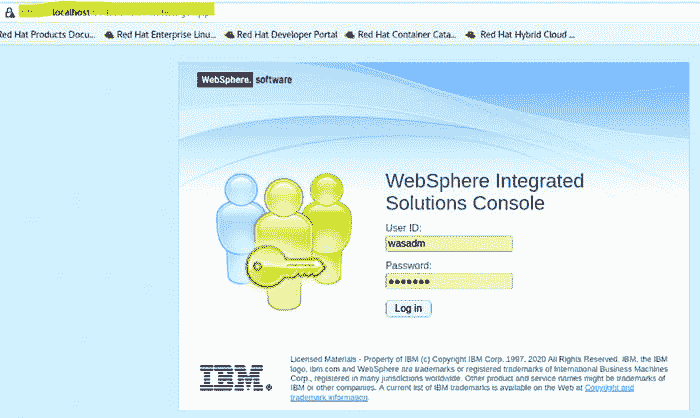 localhost
Red Hat Products Docu... Red Hat Enterprise Linu... Red Hat Developer Portal Red Hat Container Cata... Red Hat Hybrid Cloud ...
WebSphere. software
WebSphere Integrated
Solutions Console
User ID:
wasadm
Password:
•••••••
Log in
IBM.
Licensed Materials - Property of IBM (c) Copyright IBM Corp. 1997, 2020 All Rights Reserved. IBM, the IBM
logo, ibm.com and WebSphere are trademarks or registered trademarks of International Business Machines
Corp., registered in many jurisdictions worldwide. Other product and service names might be trademarks of
IBM or other companies. A current list of IBM trademarks is available on the Web at Copyright and
trademark information.